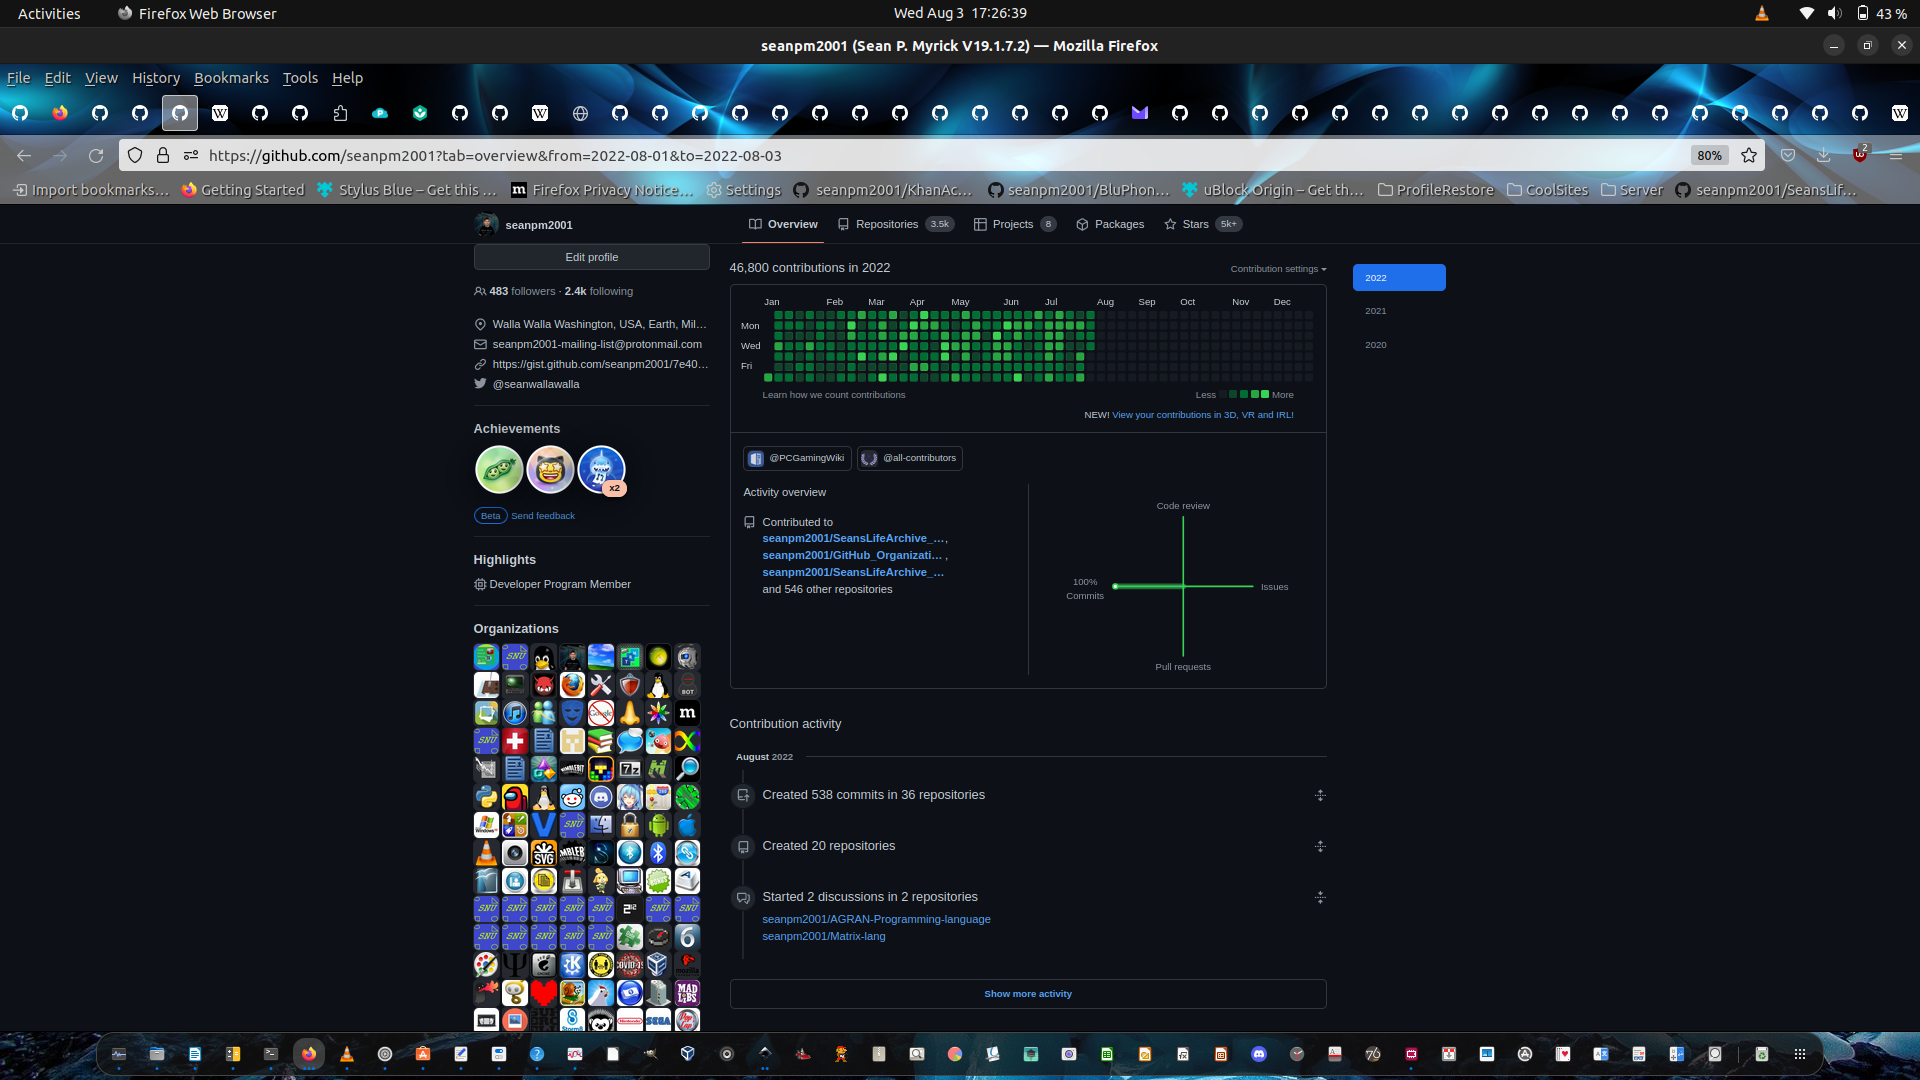 Activities
Firefox Web Browser
Wed Aug 3 17:26:39
43 %
seanpm2001 (Sean P. Myrick V19.1.7.2) — Mozilla Firefox
File Edit View History Bookmarks Tools Help
https://github.com/seanpm2001?tab=overview&from=2022-08-01&to=2022-08-03
80%
2
Import bookmarks…
Getting Started
Stylus Blue – Get this …
Firefox Privacy Notice…
Settings
seanpm2001/KhanAc…
seanpm2001/BluPhon…
uBlock Origin – Get th…
ProfileRestore
CoolSites
Server
seanpm2001/SeansLif…
seanpm2001
Overview
Repositories 3.5k
Projects 8
Packages
Stars 5k+
Edit profile
483 followers · 2.4k following
Walla Walla Washington, USA, Earth, Mil…
seanpm2001-mailing-list@protonmail.com
https://gist.github.com/seanpm2001/7e40…
@seanwallawalla
Achievements
x2
Beta Send feedback
Highlights
Developer Program Member
Organizations
46,800 contributions in 2022
Contribution settings
2022
2021
2020
Jan Feb Mar Apr May Jun Jul Aug Sep Oct Nov Dec
Mon
Wed
Fri
Learn how we count contributions
Less More
NEW! View your contributions in 3D, VR and IRL!
@PCGamingWiki
@all-contributors
Activity overview
Contributed to
seanpm2001/SeansLifeArchive_…,
seanpm2001/GitHub_Organizati… ,
seanpm2001/SeansLifeArchive_…
and 546 other repositories
Code review
100%
Commits
Issues
Pull requests
Contribution activity
August 2022
Created 538 commits in 36 repositories
Created 20 repositories
Started 2 discussions in 2 repositories
seanpm2001/AGRAN-Programming-language
seanpm2001/Matrix-lang
Show more activity